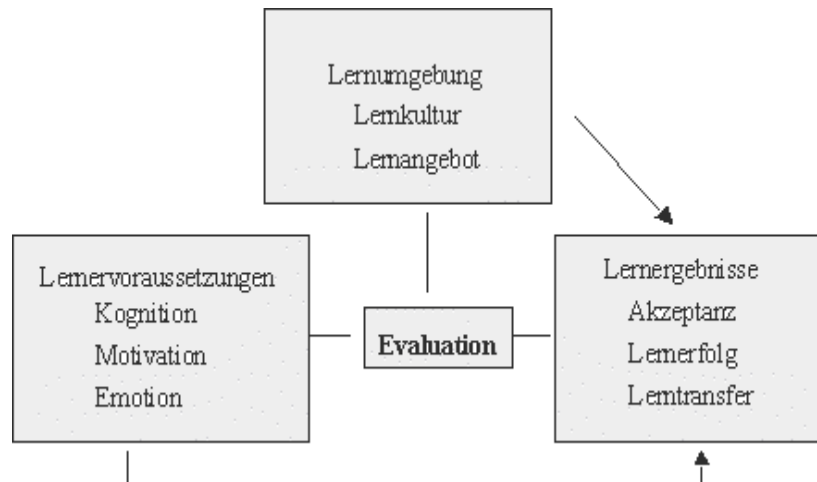 Lernumgebung
Lernkultur
Lernangebot
Lernervoraussetzungen
Kognition
Motivation
Emotion
Evaluation
Lernergebnisse
Akzeptanz
Lernerfolg
Lerntransfer